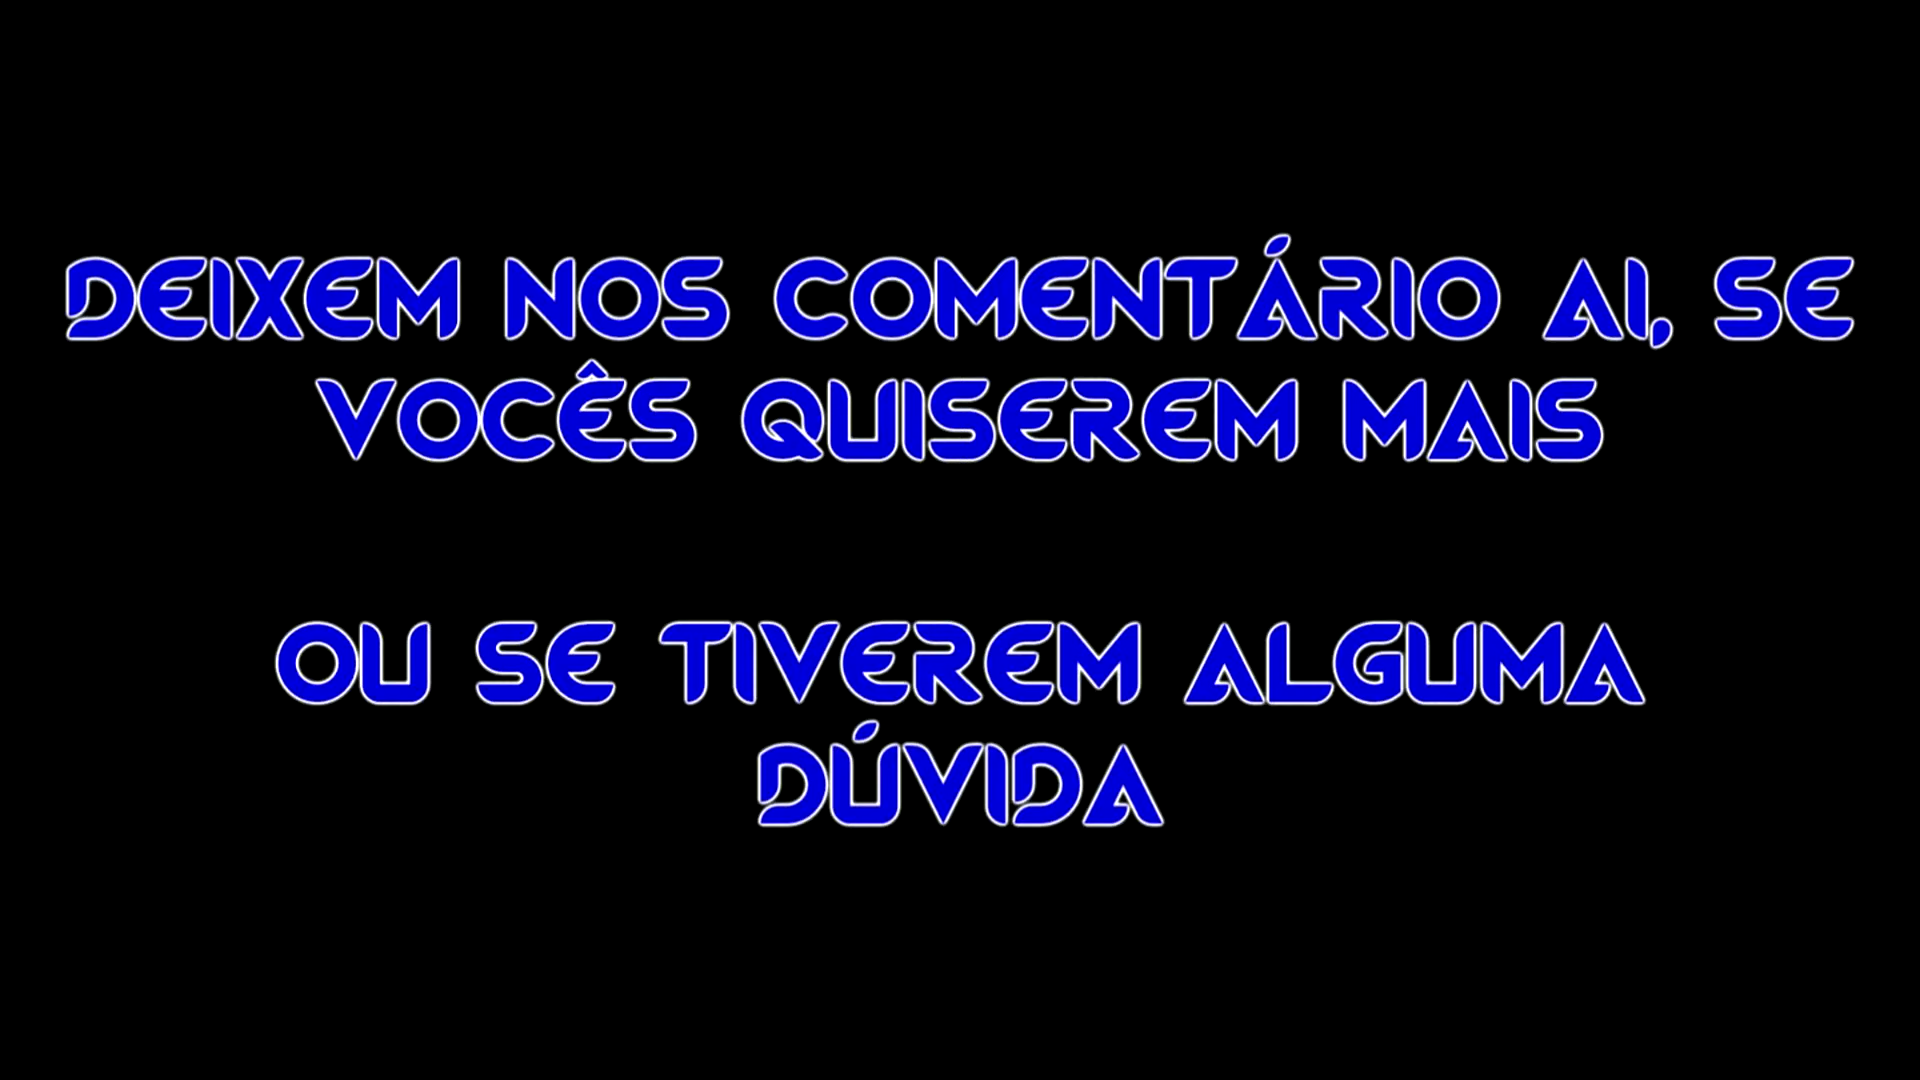 DEIXEM NOS COMENTÁRIO AI, SE
VOCÊS QUISEREM MAIS
OU SE TIVEREM ALGUMA
DÚVIDA